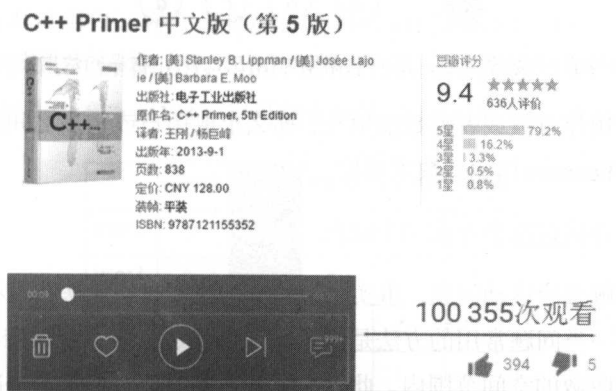 C++ Primer 中文版（第 5 版）
作者: [美] Stanley B. Lippman / [美] Josée Lajo
ie / [美] Barbara E. Moo
出版社: 电子工业出版社
原作名: C++ Primer, 5th Edition
译者: 王刚 / 杨巨峰
出版年: 2013-9-1
页数: 838
定价: CNY 128.00
装帧: 平装
ISBN: 9787121155352
C++
豆瓣评分
9.4
636人评价
5星 79.2%
4星 16.2%
3星 3.3%
2星 0.5%
1星 0.8%
00:09
999+
100 355次观看
394 5